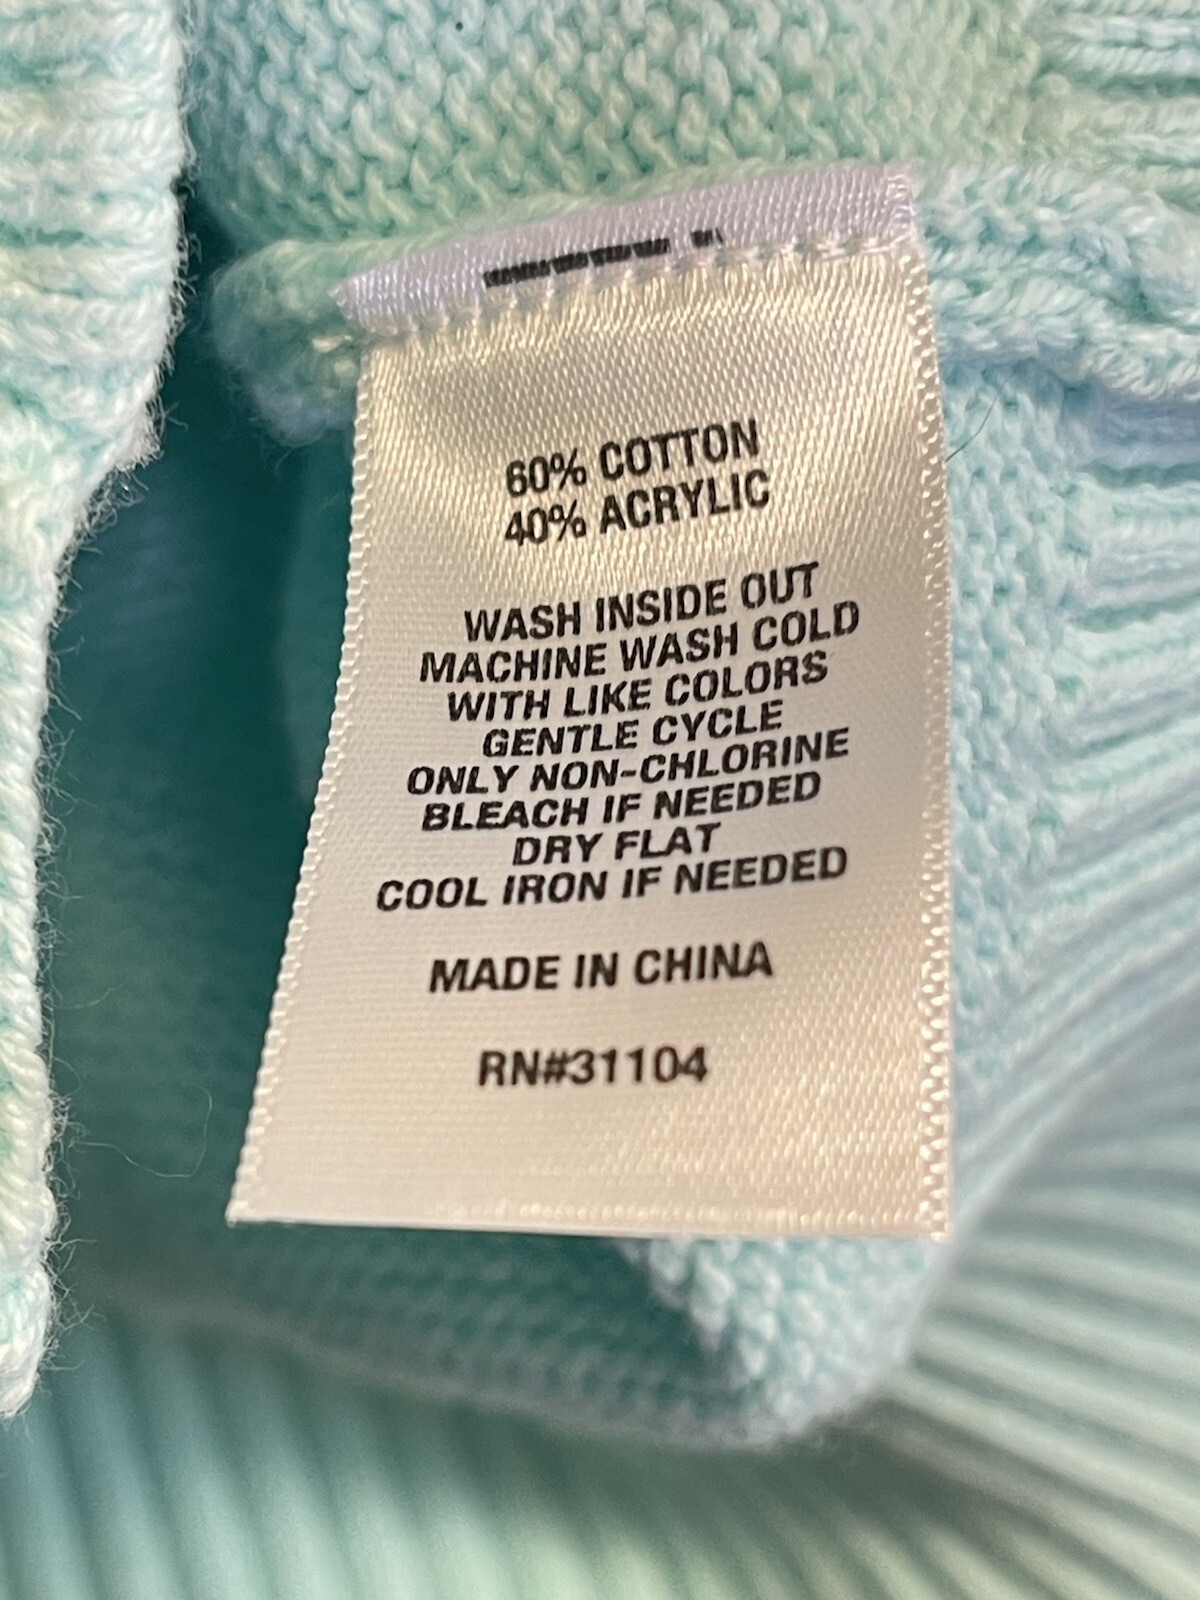 60% COTTON
40% ACRYLIC
WASH INSIDE OUT
MACHINE WASH COLD
WITH LIKE COLORS
GENTLE CYCLE
ONLY NON-CHLORINE
BLEACH IF NEEDED
DRY FLAT
COOL IRON IF NEEDED
MADE IN CHINA
RN#31104